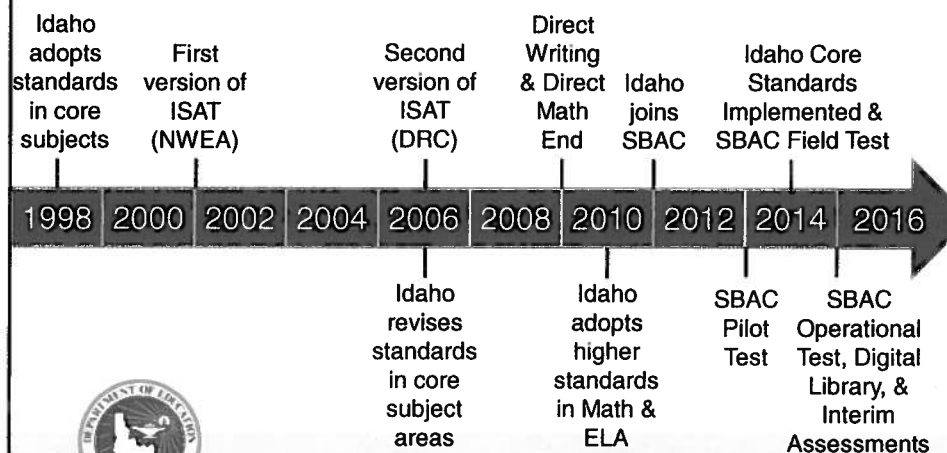 Idaho
adopts
standards
in core
subjects
First
version of
ISAT
(NWEA)
Second
version of
ISAT
(DRC)
Direct
Writing
& Direct
Math
End
Idaho
joins
SBAC
Idaho Core
Standards
Implemented &
SBAC Field Test
1998 2000 2002 2004 2006 2008 2010 2012 2014 2016
Idaho
revises
standards
in core
subject
areas
Idaho
adopts
higher
standards
in Math &
ELA
SBAC
Pilot
Test
SBAC
Operational
Test, Digital
Library, &
Interim
Assessments
DEPARTMENT OF EDUCATION